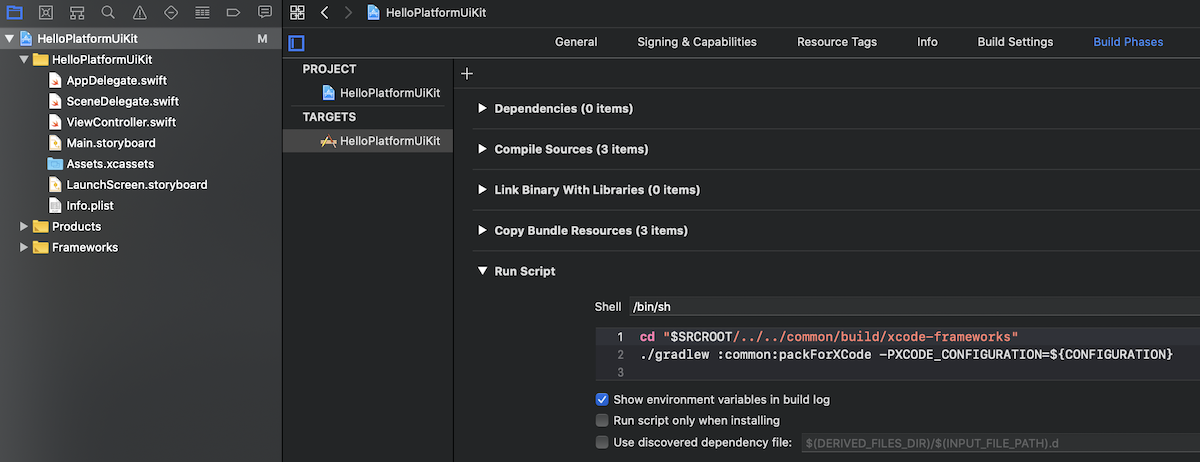 HelloPlatformUiKit
HelloPlatformUiKit M
HelloPlatformUiKit
AppDelegate.swift
SceneDelegate.swift
ViewController.swift
Main.storyboard
Assets.xcassets
LaunchScreen.storyboard
Info.plist
Products
Frameworks
General Signing & Capabilities Resource Tags Info Build Settings Build Phases
PROJECT
HelloPlatformUiKit
TARGETS
HelloPlatformUiKit
Dependencies (0 items)
Compile Sources (3 items)
Link Binary With Libraries (0 items)
Copy Bundle Resources (3 items)
Run Script
Shell /bin/sh
1 cd "$SRCROOT/../../common/build/xcode-frameworks"
2 ./gradlew :common:packForXCode -PXCODE_CONFIGURATION=${CONFIGURATION}
3
Show environment variables in build log
Run script only when installing
Use discovered dependency file: $(DERIVED_FILES_DIR)/$(INPUT_FILE_PATH).d